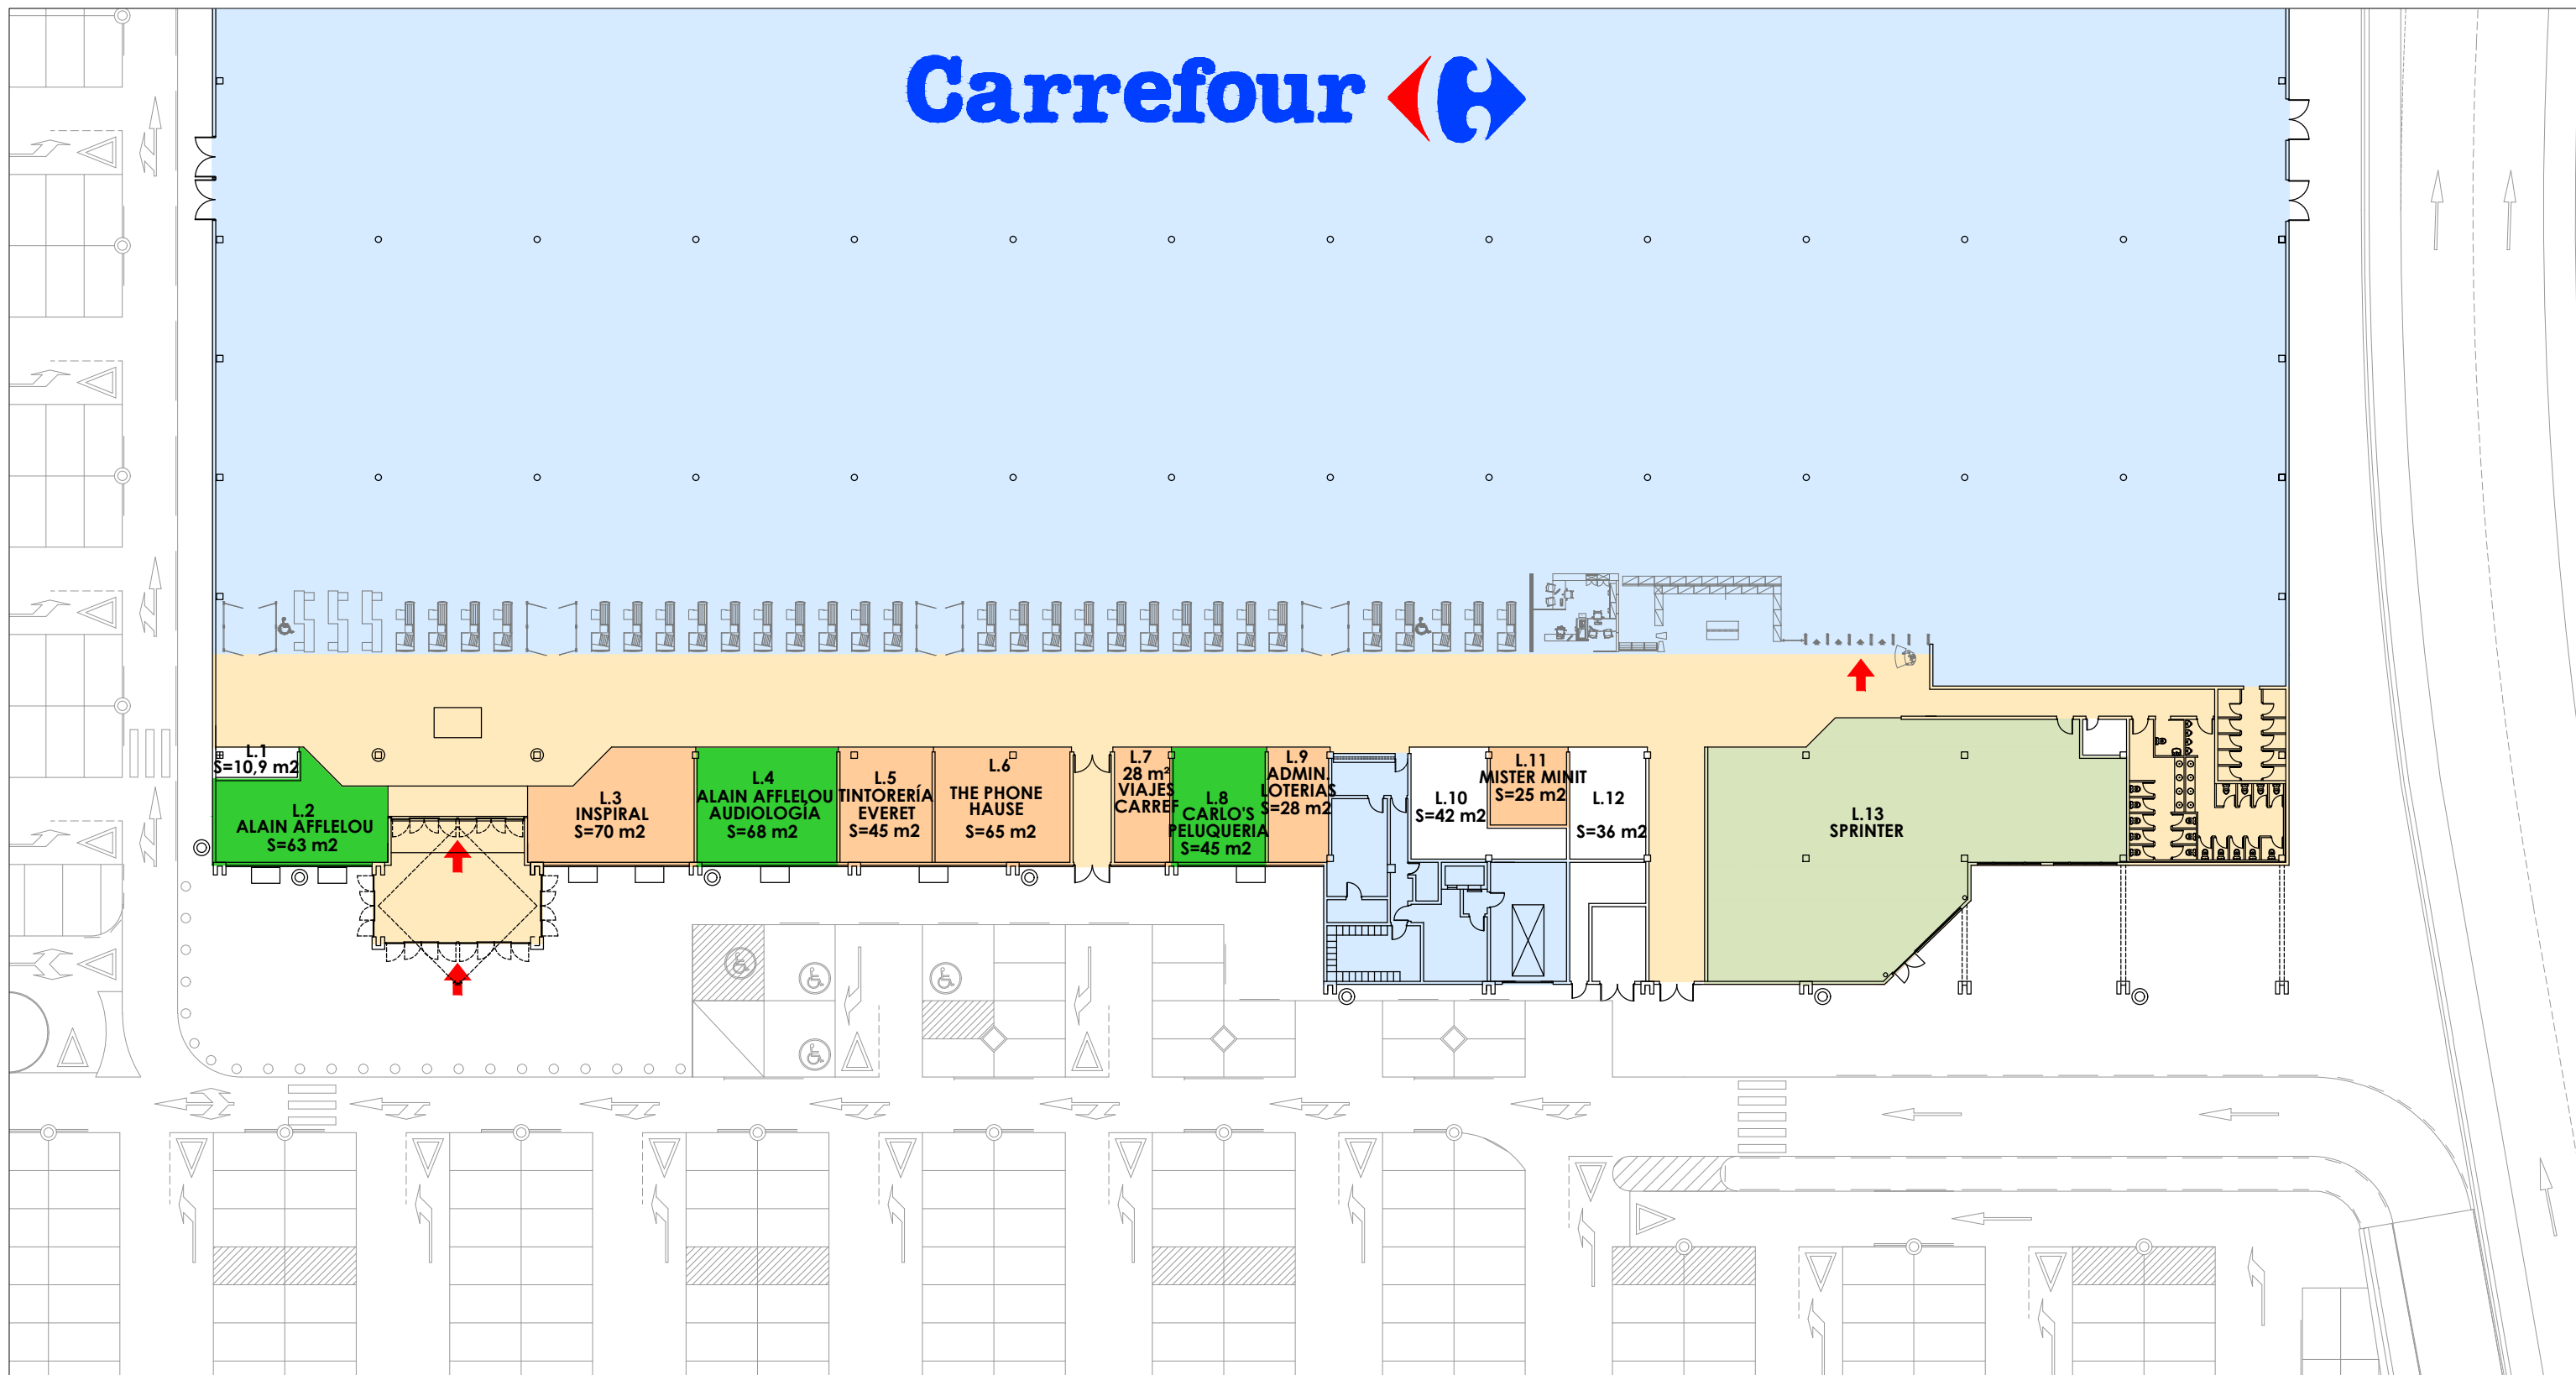 Carrefour
L.1
S=10,9 m2
L.2
ALAIN AFFLELOU
S=63 m2
L.3
INSPIRAL
S=70 m2
L.4
ALAIN AFFLELOU
AUDIOLOGÍA
S=68 m2
L.5
TINTORERÍA
EVERET
S=45 m2
L.6
THE PHONE
HAUSE
S=65 m2
L.7
28 m²
VIAJES
CARREF
L.8
CARLO'S
PELUQUERIA
S=45 m2
L.9
ADMIN.
LOTERIAS
S=28 m2
L.10
S=42 m2
L.11
MISTER MINIT
S=25 m2
L.12
S=36 m2
L.13
SPRINTER